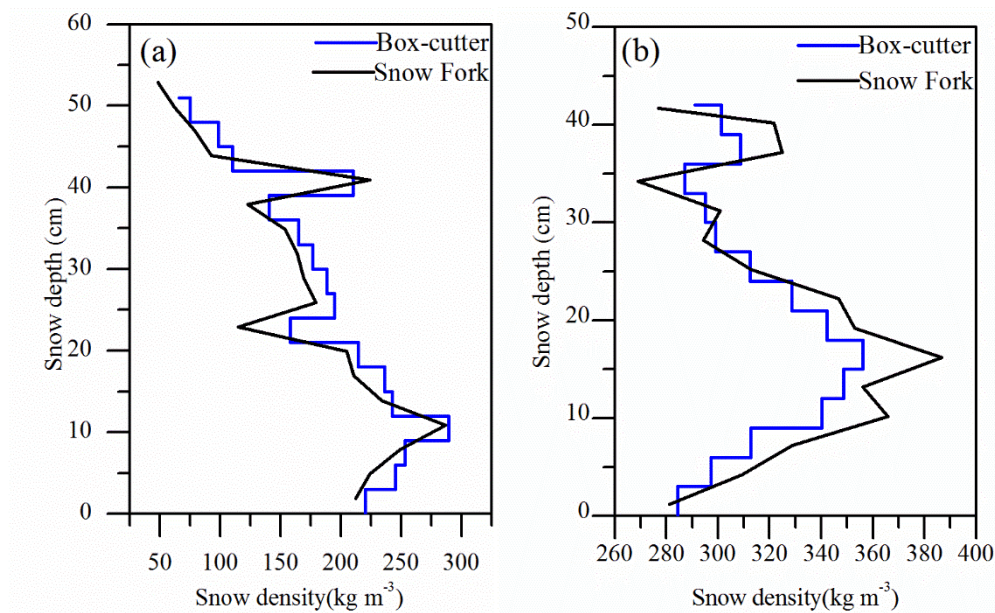 (a)
Box-cutter
Snow Fork
60
50
40
30
20
10
0
Snow depth (cm)
50 100 150 200 250 300
Snow density(kg m⁻³)
(b)
Box-cutter
Snow Fork
50
40
30
20
10
0
Snow depth (cm)
260 280 300 320 340 360 380 400
Snow density(kg m⁻³)